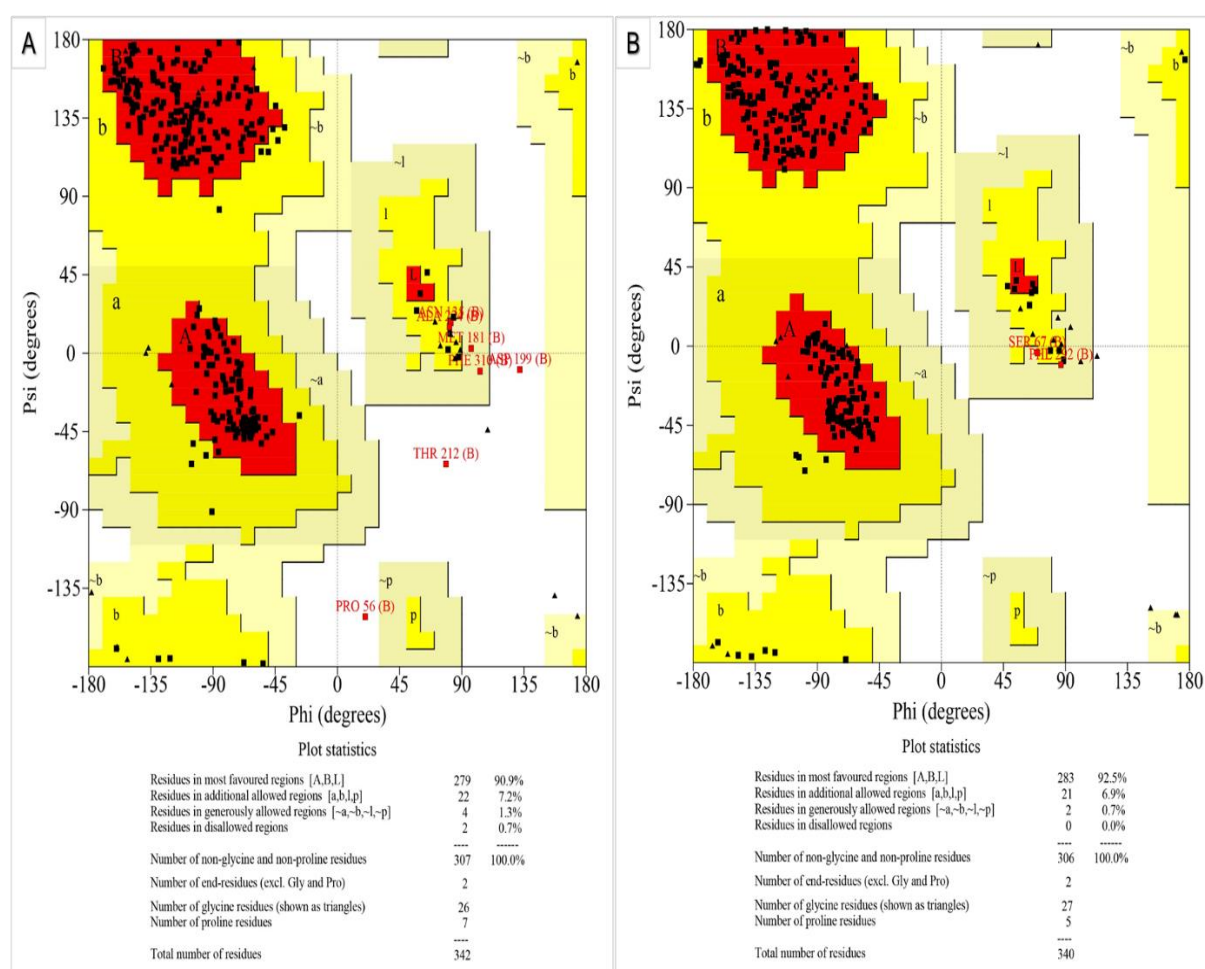 A
180
135
90
45
0
-45
-90
-135
Psi (degrees)
B
b
~b
~l
l
L
a
A
~a
~b
b
~b
b
~p
p
~b
ASN 135 (B)
MET 181 (B)
PHE 310 (B)
ASP 199 (B)
THR 212 (B)
PRO 56 (B)
-180 -135 -90 -45 0 45 90 135 180
Phi (degrees)
Plot statistics
Residues in most favoured regions [A,B,L] 279 90.9%
Residues in additional allowed regions [a,b,l,p] 22 7.2%
Residues in generously allowed regions [~a,~b,~l,~p] 4 1.3%
Residues in disallowed regions 2 0.7%
---- ------
Number of non-glycine and non-proline residues 307 100.0%
Number of end-residues (excl. Gly and Pro) 2
Number of glycine residues (shown as triangles) 26
Number of proline residues 7
----
Total number of residues 342
B
180
135
90
45
0
-45
-90
-135
Psi (degrees)
B
b
~b
~l
l
L
a
A
~a
~b
b
~b
b
~p
p
~b
SER 67 (B)
-180 -135 -90 -45 0 45 90 135 180
Phi (degrees)
Plot statistics
Residues in most favoured regions [A,B,L] 283 92.5%
Residues in additional allowed regions [a,b,l,p] 21 6.9%
Residues in generously allowed regions [~a,~b,~l,~p] 2 0.7%
Residues in disallowed regions 0 0.0%
---- ------
Number of non-glycine and non-proline residues 306 100.0%
Number of end-residues (excl. Gly and Pro) 2
Number of glycine residues (shown as triangles) 27
Number of proline residues 5
----
Total number of residues 340